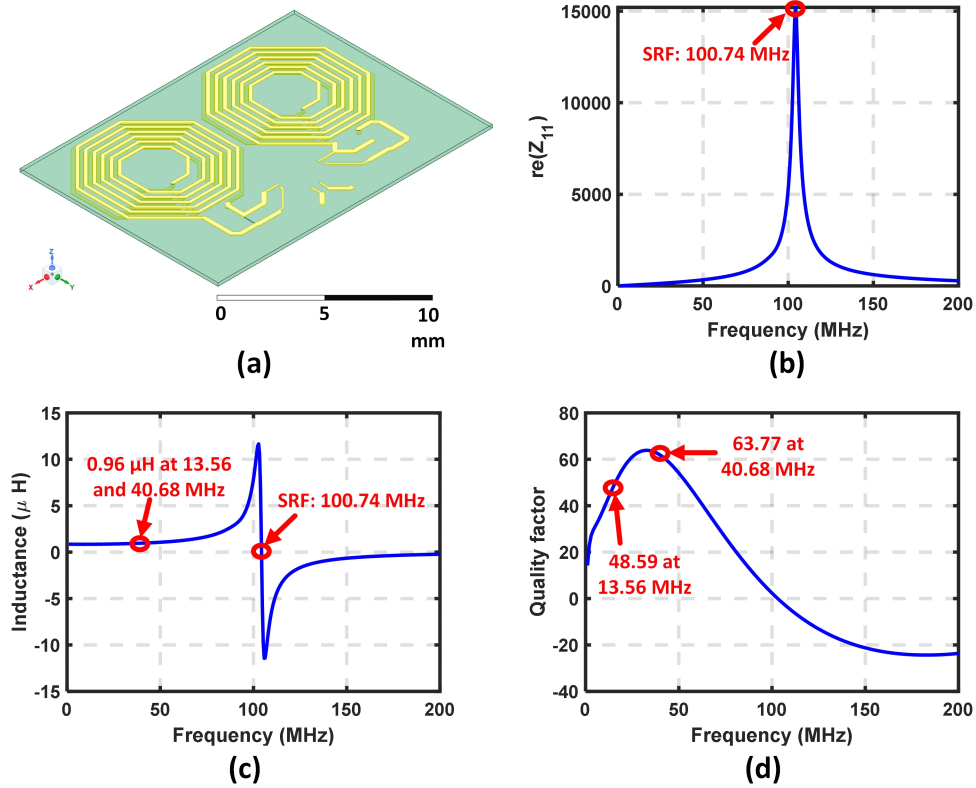 Z
X
Y
0
5
10
mm
(a)
15000
10000
5000
0
re(Z11)
SRF: 100.74 MHz
0
50
100
150
200
Frequency (MHz)
(b)
15
10
5
0
-5
-10
-15
Inductance (μ H)
0.96 μH at 13.56
and 40.68 MHz
SRF: 100.74 MHz
0
50
100
150
200
Frequency (MHz)
(c)
80
60
40
20
0
-20
-40
Quality factor
63.77 at
40.68 MHz
48.59 at
13.56 MHz
0
50
100
150
200
Frequency (MHz)
(d)